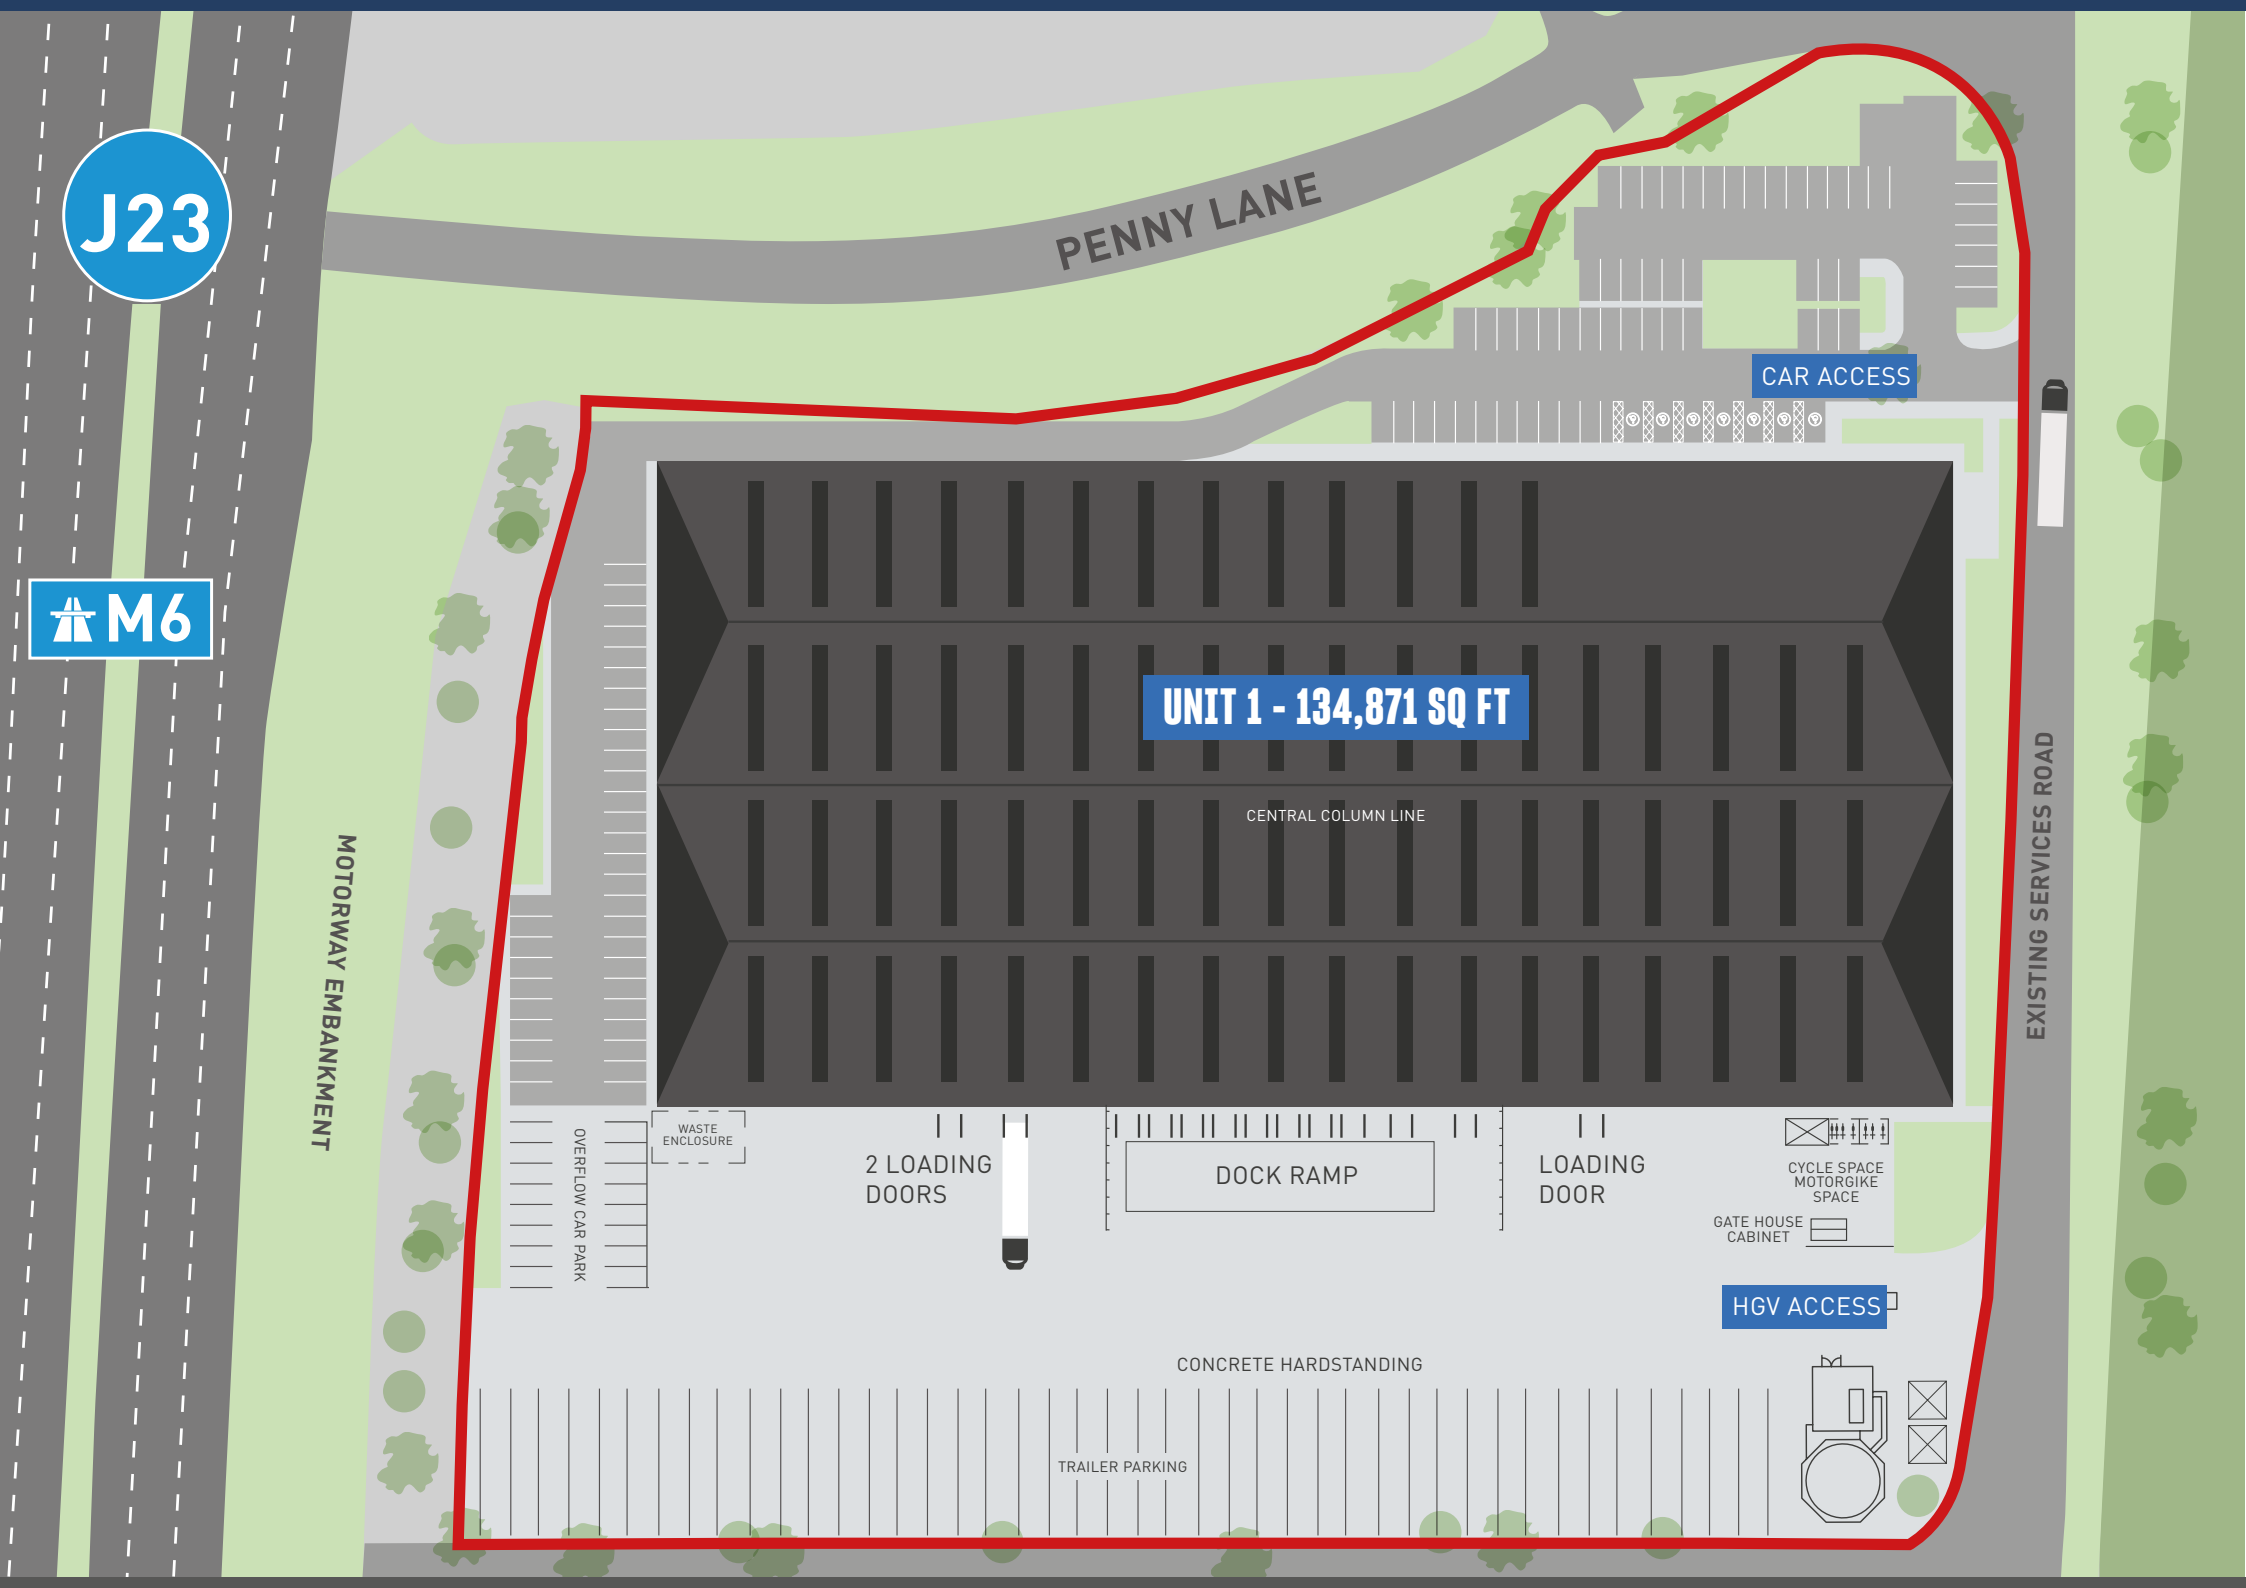 J23
PENNY LANE
CAR ACCESS
M6
UNIT 1 - 134,871 SQ FT
CENTRAL COLUMN LINE
MOTORWAY EMBANKMENT
EXISTING SERVICES ROAD
WASTE
ENCLOSURE
OVERFLOW CAR PARK
2 LOADING
DOORS
DOCK RAMP
LOADING
DOOR
CYCLE SPACE
MOTORGIKE
SPACE
GATE HOUSE
CABINET
HGV ACCESS
CONCRETE HARDSTANDING
TRAILER PARKING